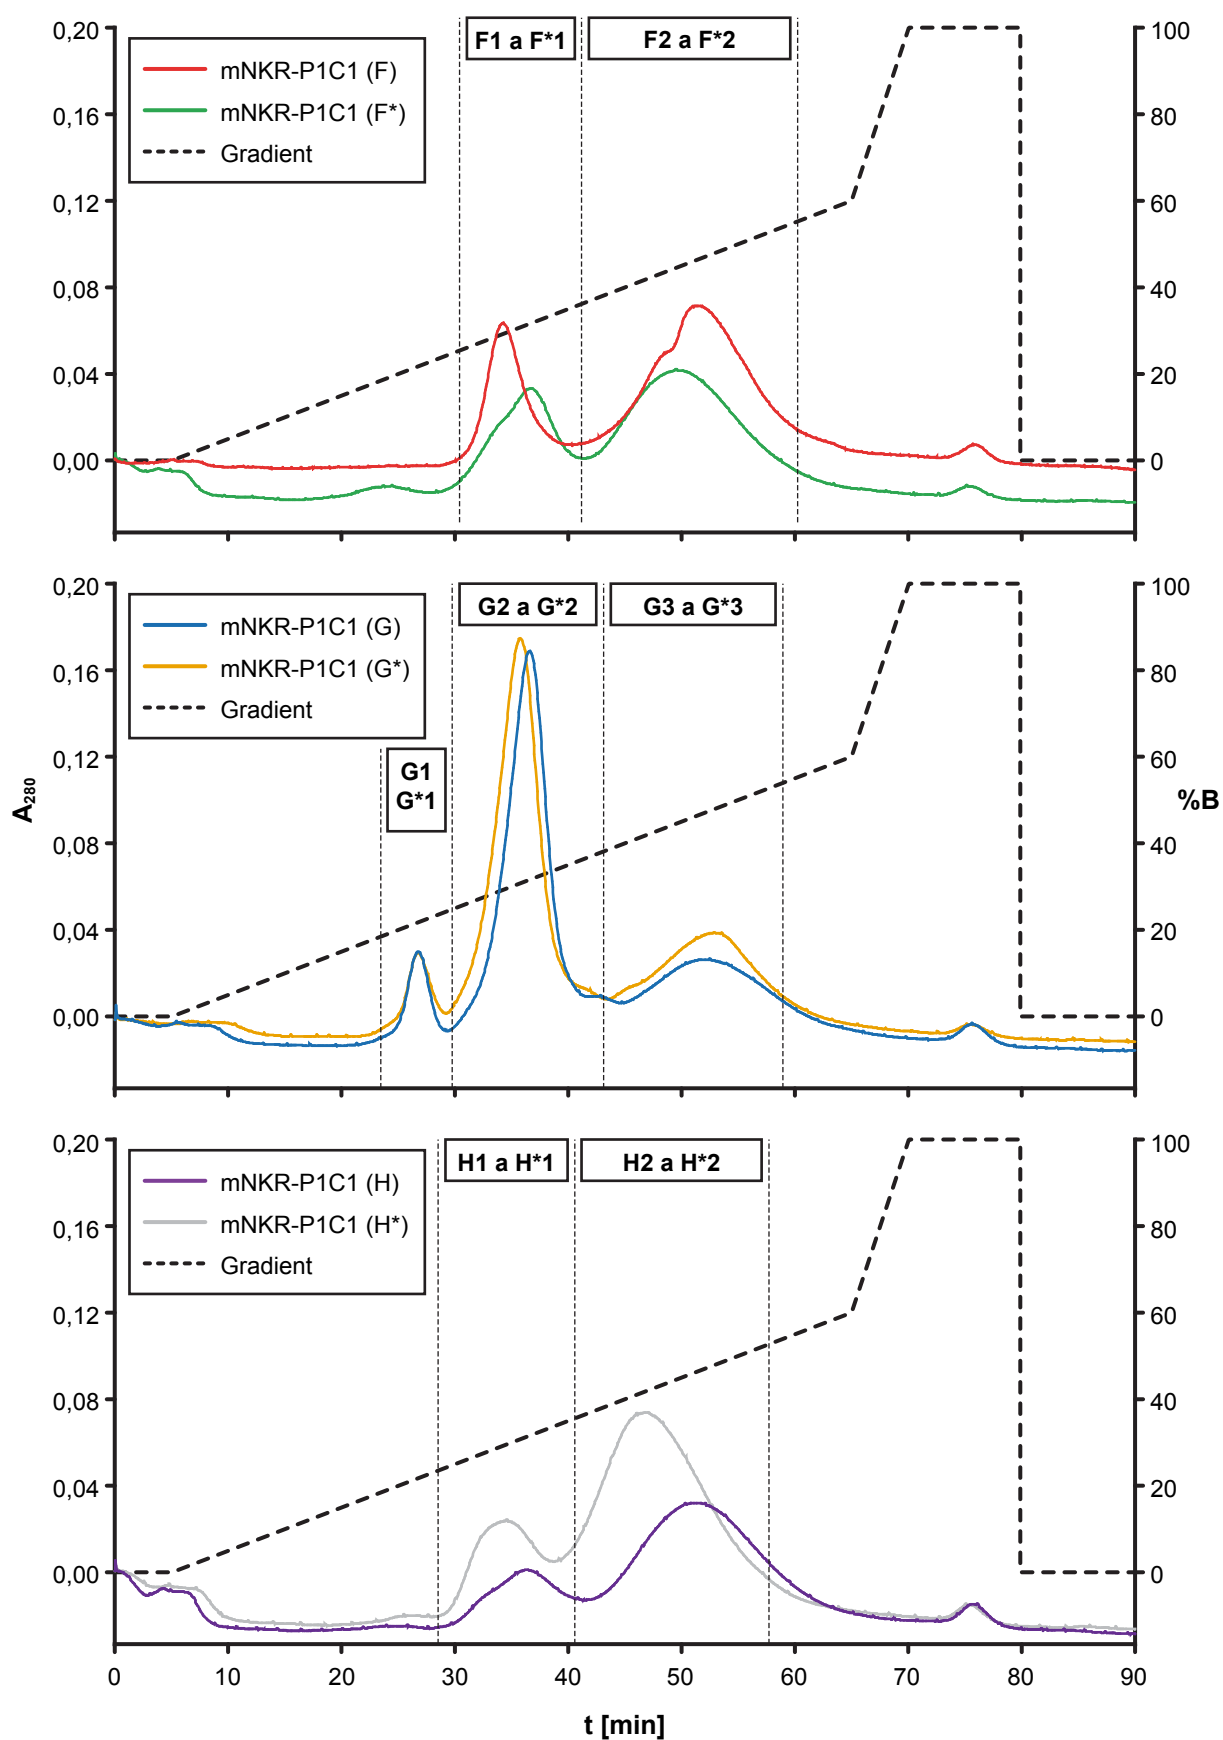 0,20
0,16
0,12
0,08
0,04
0,00
F1 a F*1
F2 a F*2
mNKR-P1C1 (F)
mNKR-P1C1 (F*)
Gradient
100
80
60
40
20
0
0,20
0,16
0,12
0,08
0,04
0,00
G1
G*1
G2 a G*2
G3 a G*3
mNKR-P1C1 (G)
mNKR-P1C1 (G*)
Gradient
100
80
60
40
20
0
A280
%B
0,20
0,16
0,12
0,08
0,04
0,00
H1 a H*1
H2 a H*2
mNKR-P1C1 (H)
mNKR-P1C1 (H*)
Gradient
100
80
60
40
20
0
0 10 20 30 40 50 60 70 80 90
t [min]